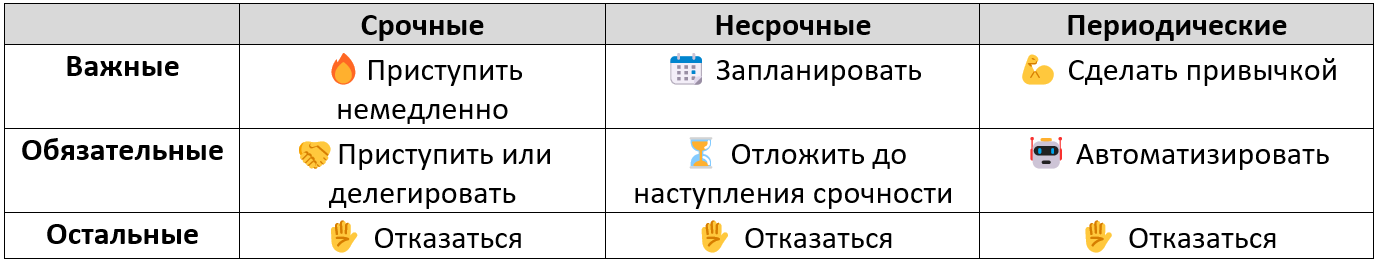 Срочные Несрочные Периодические
Важные 🔥 Приступить немедленно 📅 Запланировать 💪 Сделать привычкой
Обязательные 🤝 Приступить или делегировать ⏳ Отложить до наступления срочности 🤖 Автоматизировать
Остальные ✋ Отказаться ✋ Отказаться ✋ Отказаться